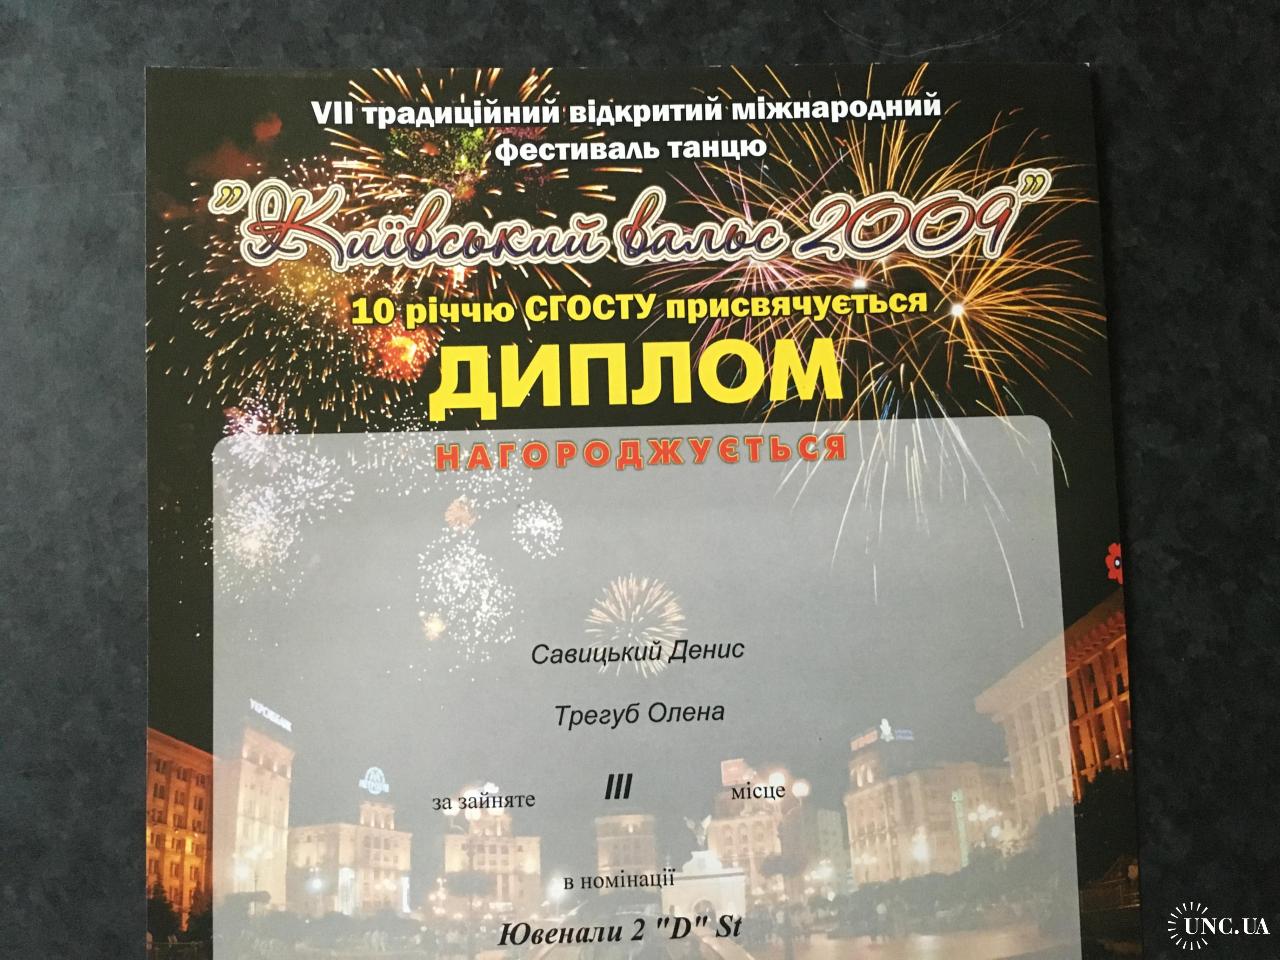 VII традиційний відкритий міжнародний
фестиваль танцю
"Київський вальс 2009"
10 річчю СГОСТУ присвячується
ДИПЛОМ
НАГОРОДЖУЄТЬСЯ
Савицький Денис
Трегуб Олена
за зайняте III місце
в номінації
Ювенали 2 "D" St
UNC.UA